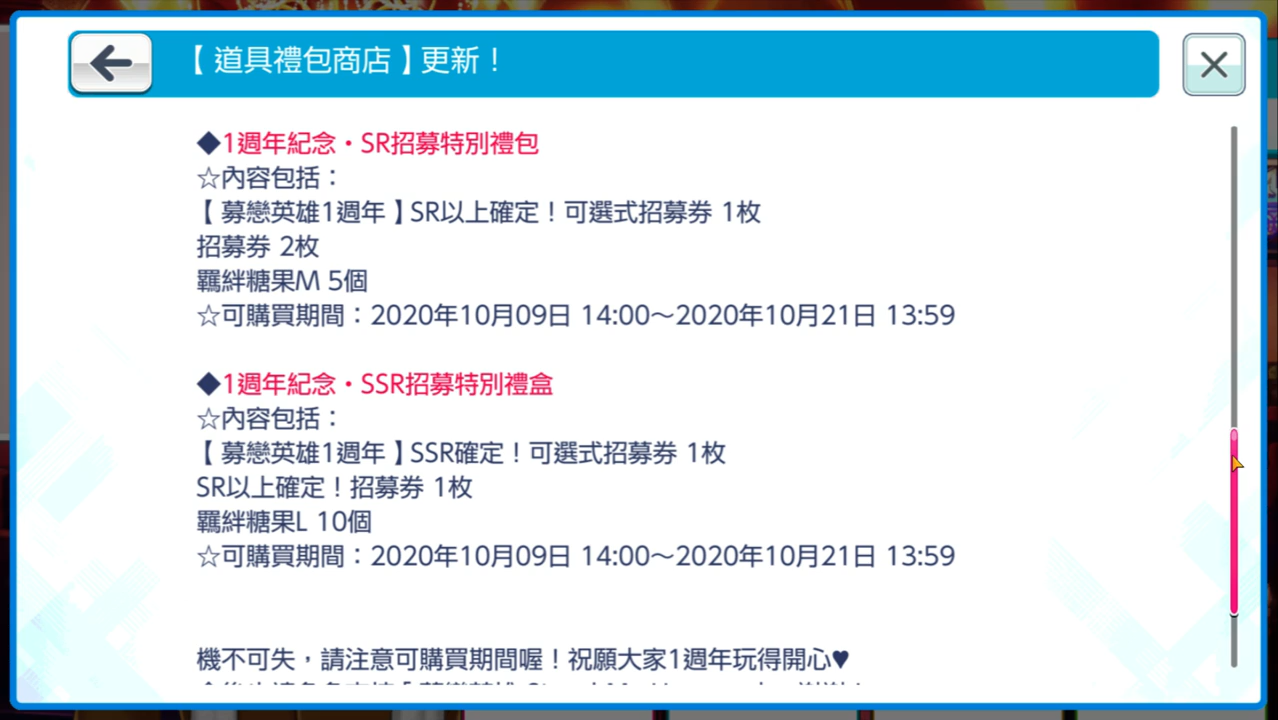 【道具禮包商店】更新！
◆1週年紀念・SR招募特別禮包
☆內容包括：
【募戀英雄1週年】SR以上確定！可選式招募券 1枚
招募券 2枚
羈絆糖果M 5個
☆可購買期間：2020年10月09日 14:00～2020年10月21日 13:59
◆1週年紀念・SSR招募特別禮盒
☆內容包括：
【募戀英雄1週年】SSR確定！可選式招募券 1枚
SR以上確定！招募券 1枚
羈絆糖果L 10個
☆可購買期間：2020年10月09日 14:00～2020年10月21日 13:59
機不可失，請注意可購買期間喔！祝願大家1週年玩得開心♥